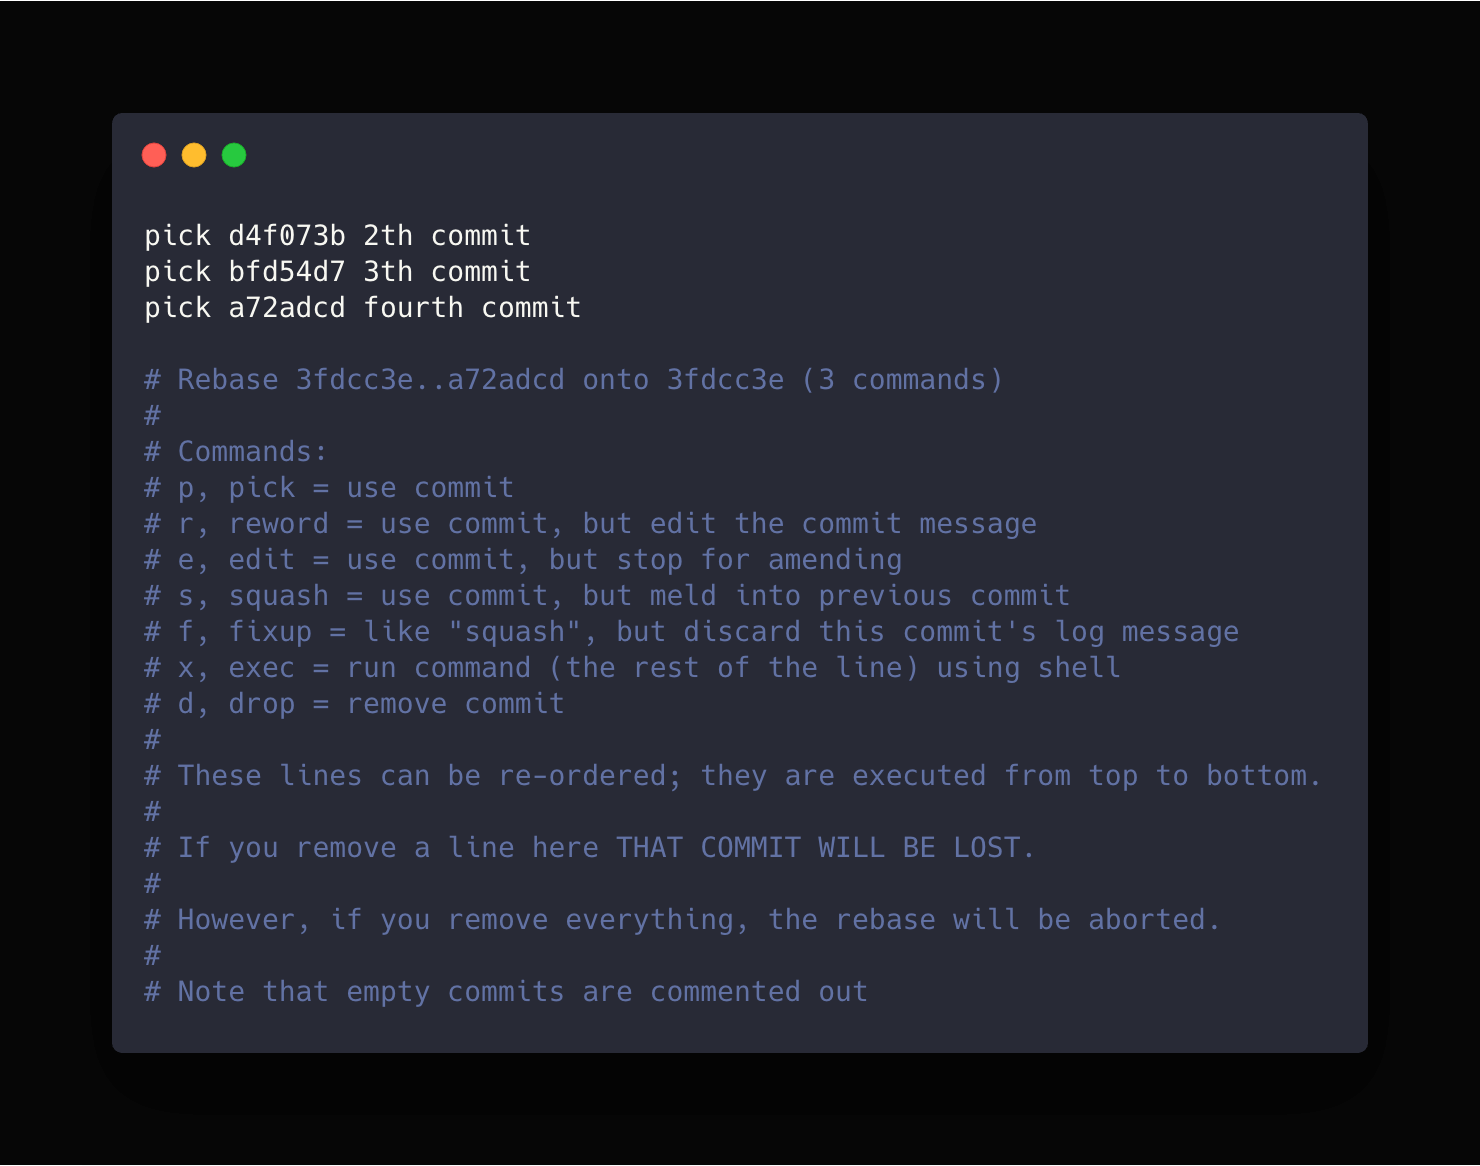 pick d4f073b 2th commit
pick bfd54d7 3th commit
pick a72adcd fourth commit
# Rebase 3fdcc3e..a72adcd onto 3fdcc3e (3 commands)
#
# Commands:
# p, pick = use commit
# r, reword = use commit, but edit the commit message
# e, edit = use commit, but stop for amending
# s, squash = use commit, but meld into previous commit
# f, fixup = like "squash", but discard this commit's log message
# x, exec = run command (the rest of the line) using shell
# d, drop = remove commit
#
# These lines can be re-ordered; they are executed from top to bottom.
#
# If you remove a line here THAT COMMIT WILL BE LOST.
#
# However, if you remove everything, the rebase will be aborted.
#
# Note that empty commits are commented out